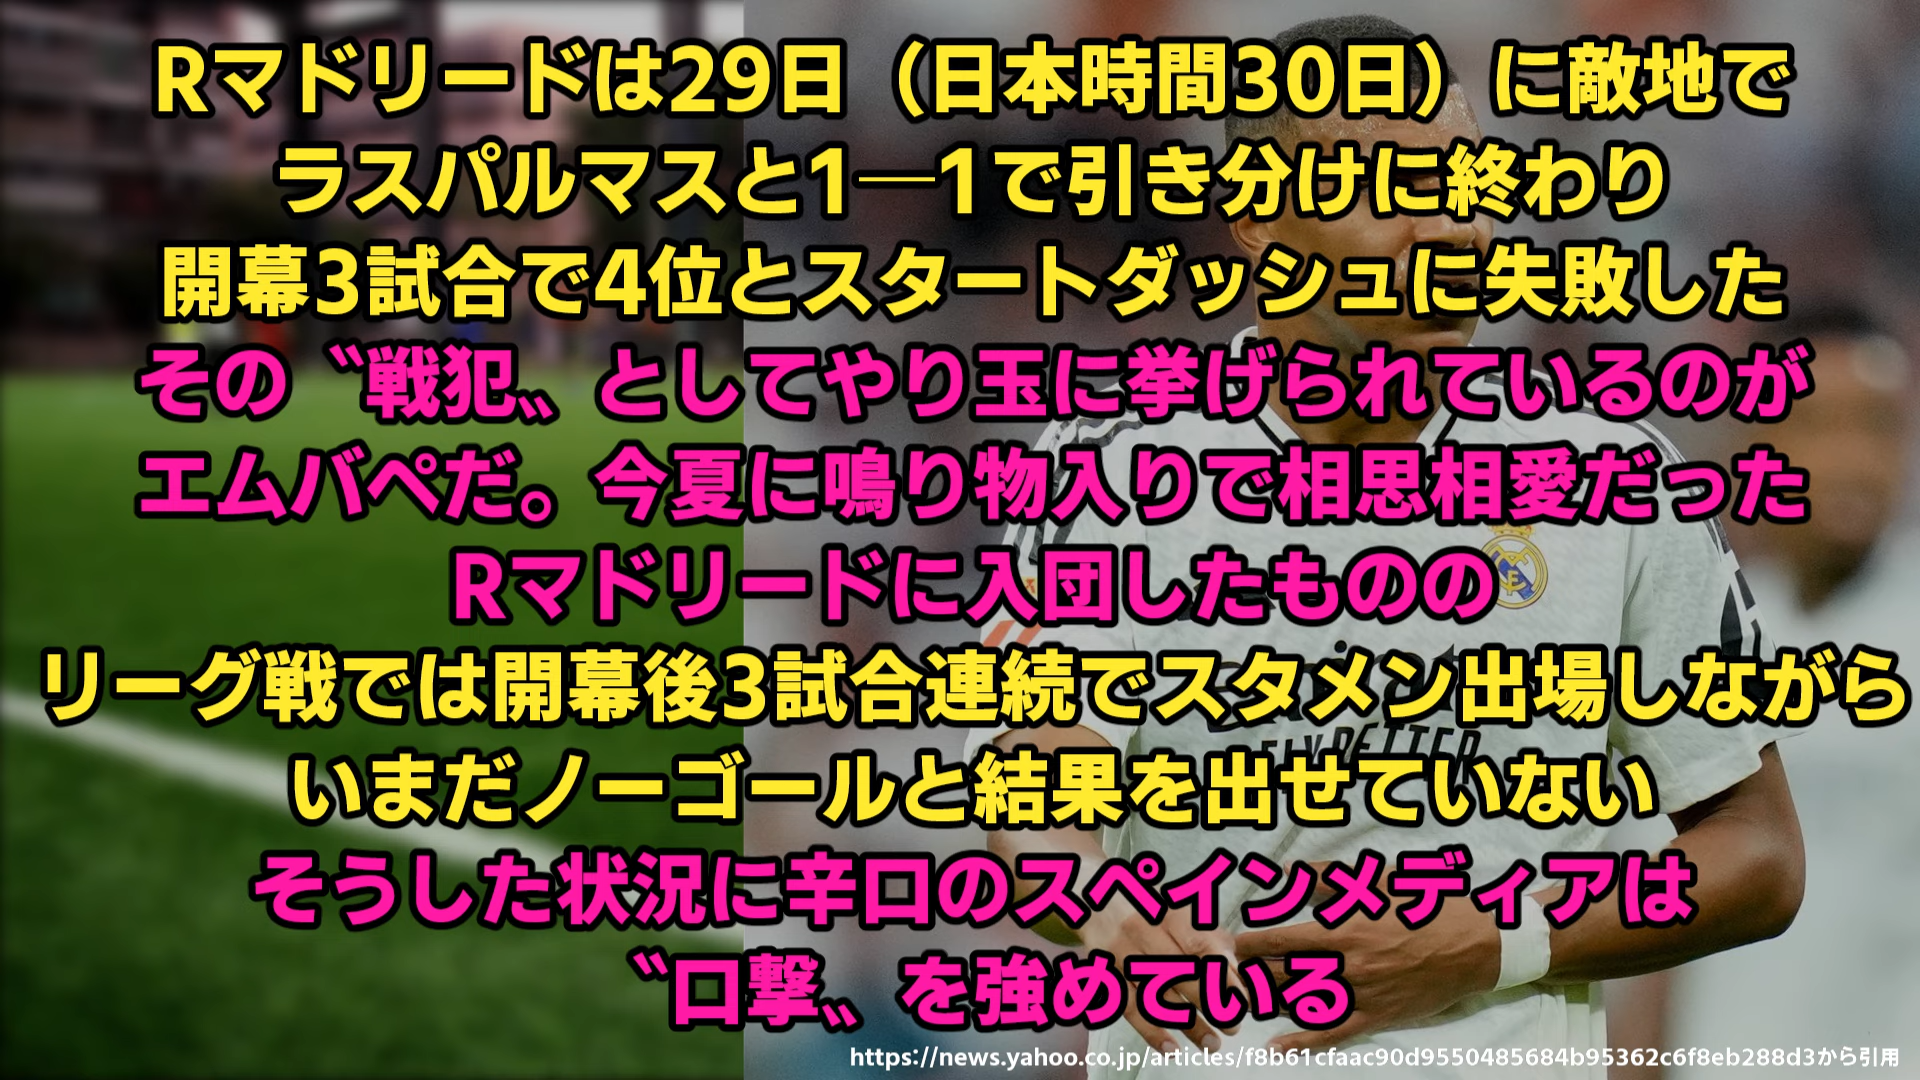 Rマドリードは29日（日本時間30日）に敵地で
ラスパルマスと1―1で引き分けに終わり
開幕3試合で4位とスタートダッシュに失敗した
その〝戦犯〟としてやり玉に挙げられているのが
エムバペだ。今夏に鳴り物入りで相思相愛だった
Rマドリードに入団したものの
リーグ戦では開幕後3試合連続でスタメン出場しながら
いまだノーゴールと結果を出せていない
そうした状況に辛口のスペインメディアは
〝口撃〟を強めている
https://news.yahoo.co.jp/articles/f8b61cfaac90d9550485684b95362c6f8eb288d3から引用